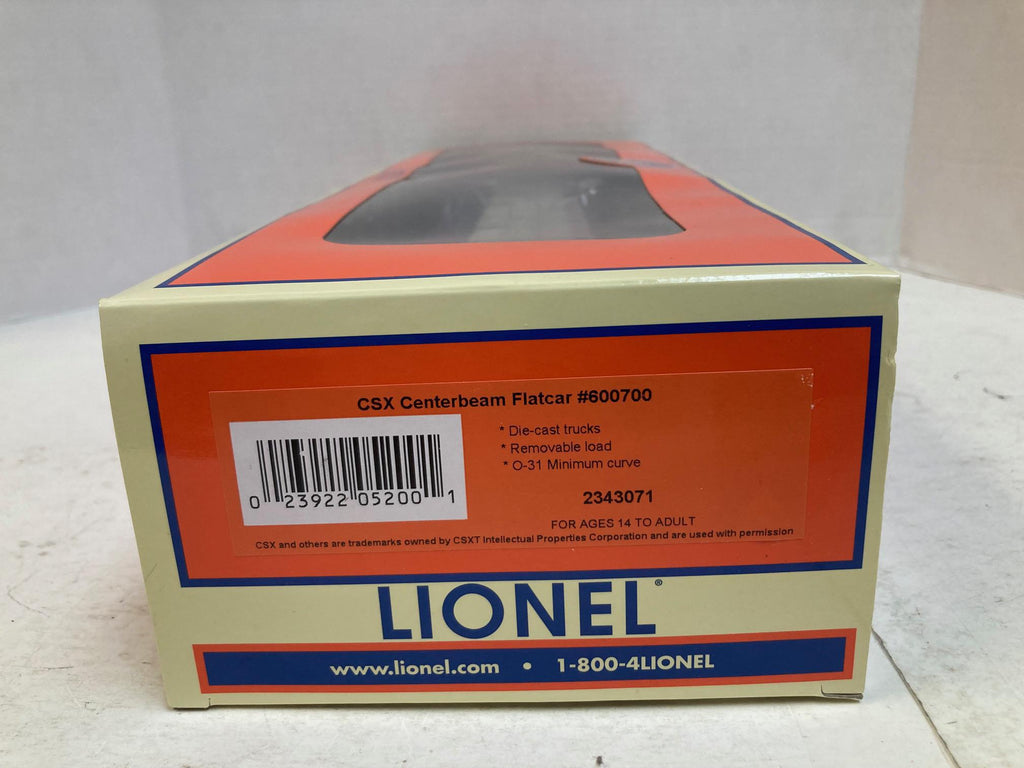 CSX Centerbeam Flatcar #600700
* Die-cast trucks
* Removable load
* O-31 Minimum curve
0 23922 05200 1
2343071
FOR AGES 14 TO ADULT
CSX and others are trademarks owned by CSXT Intellectual Properties Corporation and are used with permission
LIONEL®
www.lionel.com • 1-800-4LIONEL